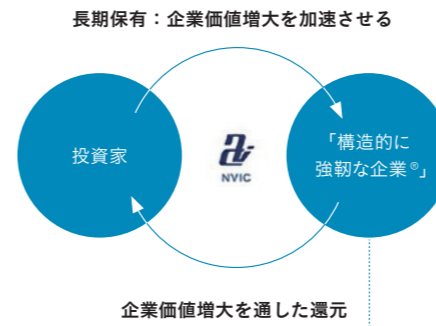 長期保有：企業価値増大を加速させる
投資家
NVIC
「構造的に
強靭な企業®」
企業価値増大を通した還元